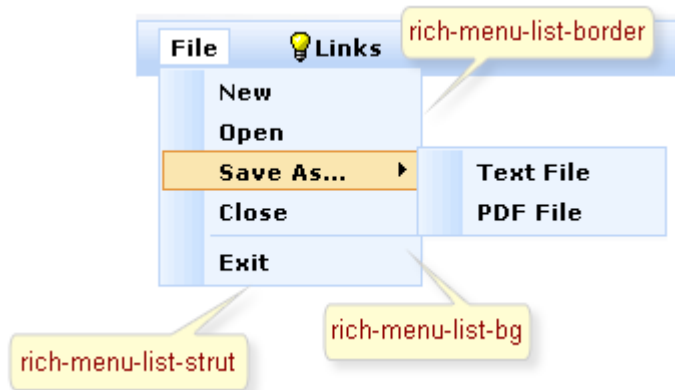 File Links rich-menu-list-border
New
Open
Save As... Text File
Close PDF File
Exit
rich-menu-list-bg
rich-menu-list-strut